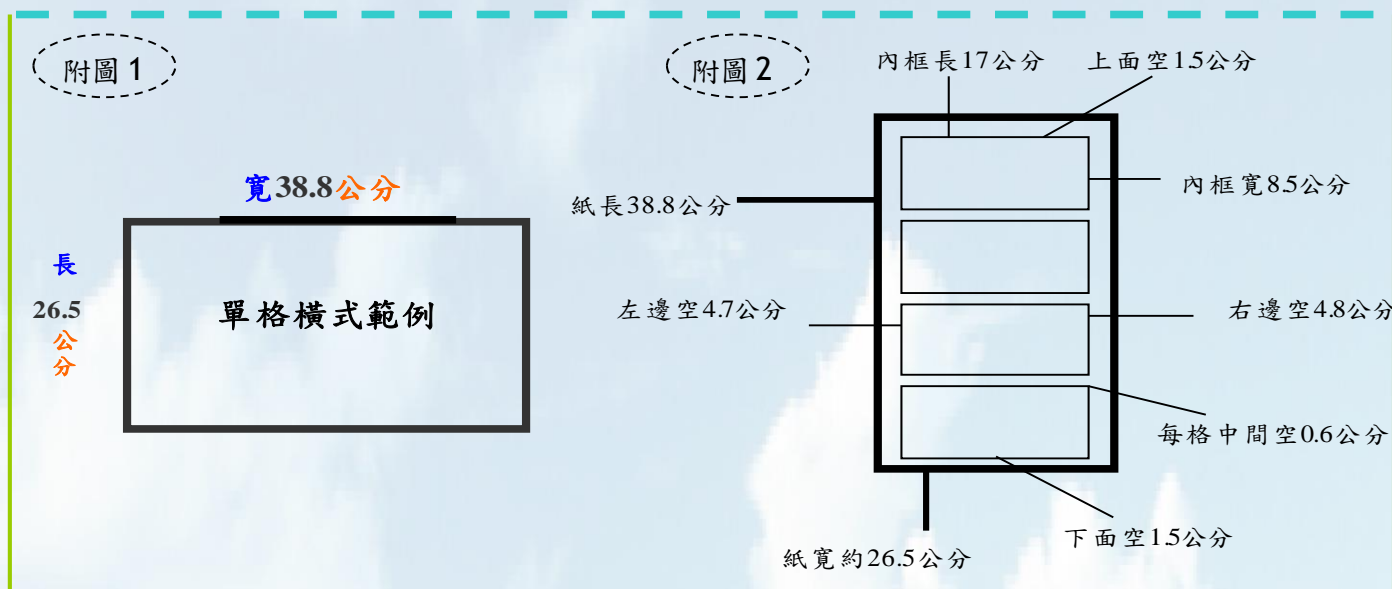 附圖1
寬38.8公分
長
26.5
公
分
單格橫式範例
附圖2
內框長17公分
上面空1.5公分
內框寬8.5公分
紙長38.8公分
左邊空4.7公分
右邊空4.8公分
每格中間空0.6公分
下面空1.5公分
紙寬約26.5公分